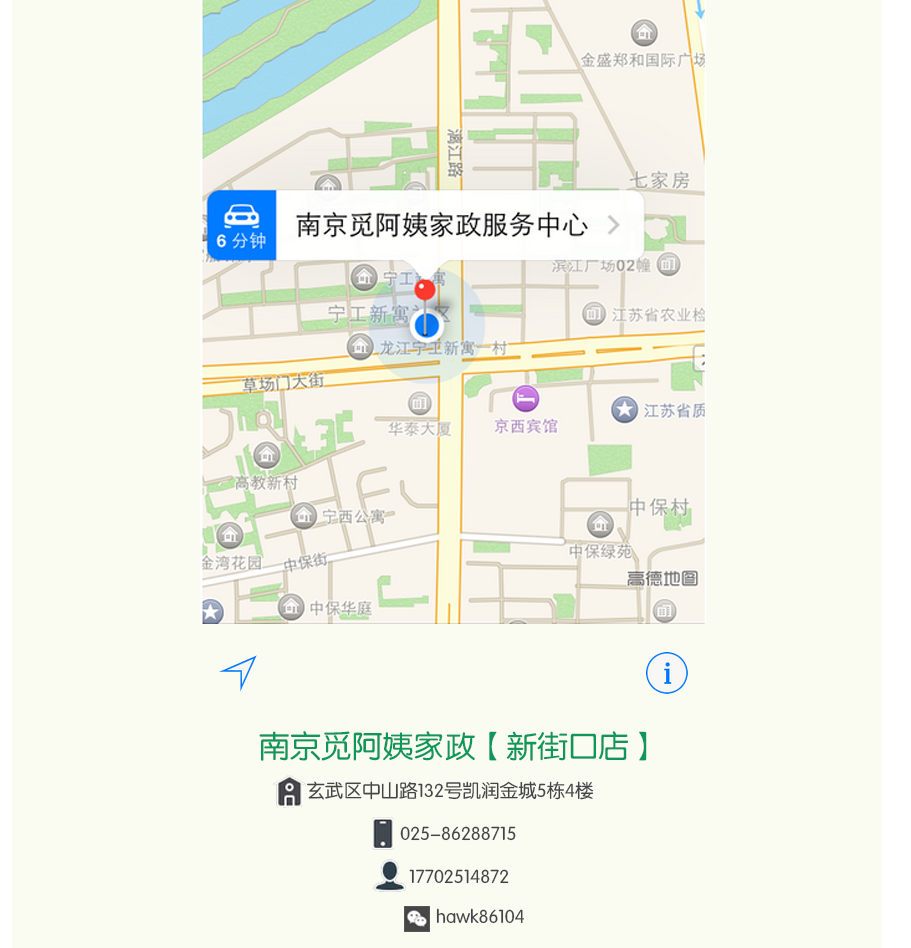 金盛郑和国际广场
漓江路
七家房
6 分钟
南京觅阿姨家政服务中心
滨江广场02幢
宁工新寓
宁工新寓社区
江苏省农业检
龙江宁工新寓一村
草场门大街
华泰大厦
京西宾馆
江苏省质
高教新村
宁西公寓
中保村
金湾花园
中保街
中保绿苑
高德地图
中保华庭
南京觅阿姨家政【新街口店】
玄武区中山路132号凯润金城5栋4楼
025-86288715
17702514872
hawk86104